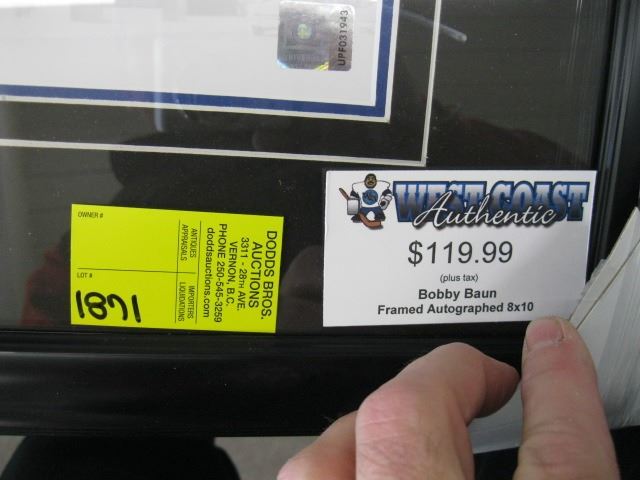 UPF031943
WEST COAST
Authentic
$119.99
(plus tax)
Bobby Baun
Framed Autographed 8x10
DODDS BROS.
AUCTIONS
3311 - 28TH AVE.
VERNON, B.C.
PHONE 250-545-3259
doddsauctions.com
ANTIQUES
APPRAISALS
IMPORTERS
LIQUIDATIONS
OWNER #
LOT #
1871